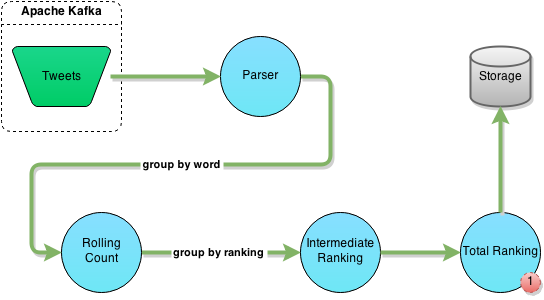 Apache Kafka
Tweets
Parser
Storage
group by word
Rolling
Count
group by ranking
Intermediate
Ranking
Total Ranking
1